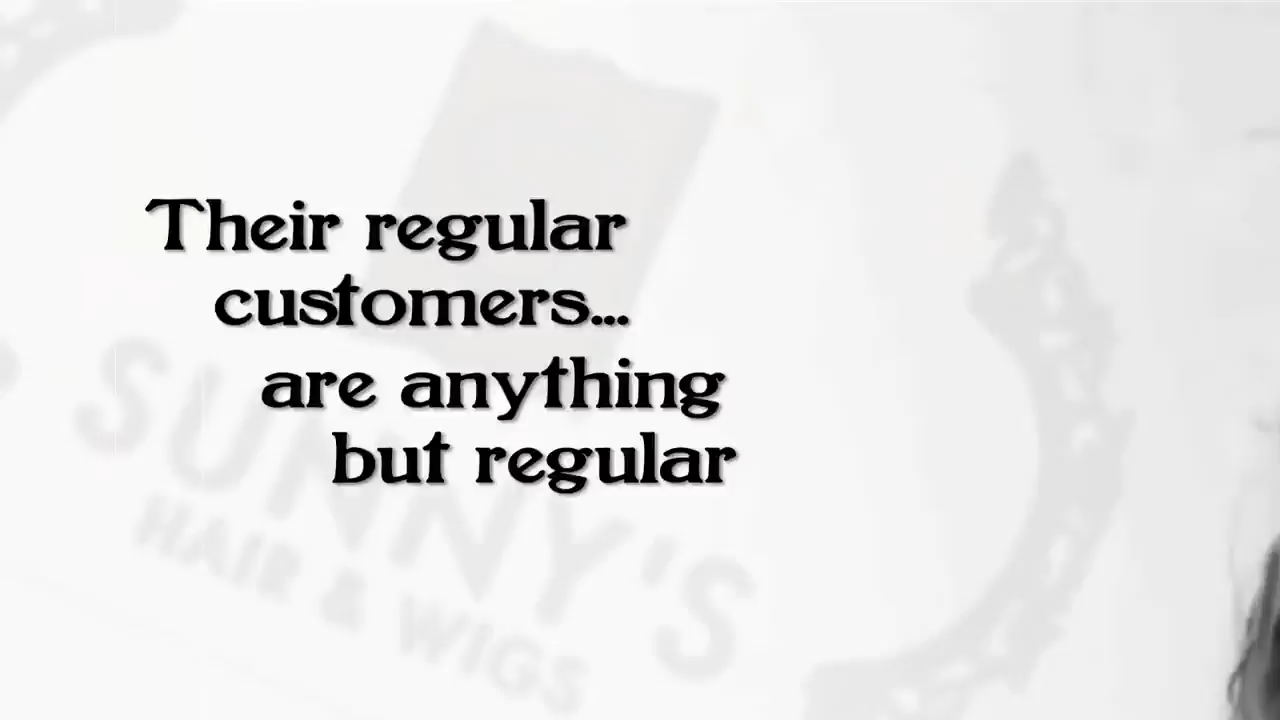 Their regular
customers...
are anything
but regular
SUNNY'S
HAIR & WIGS